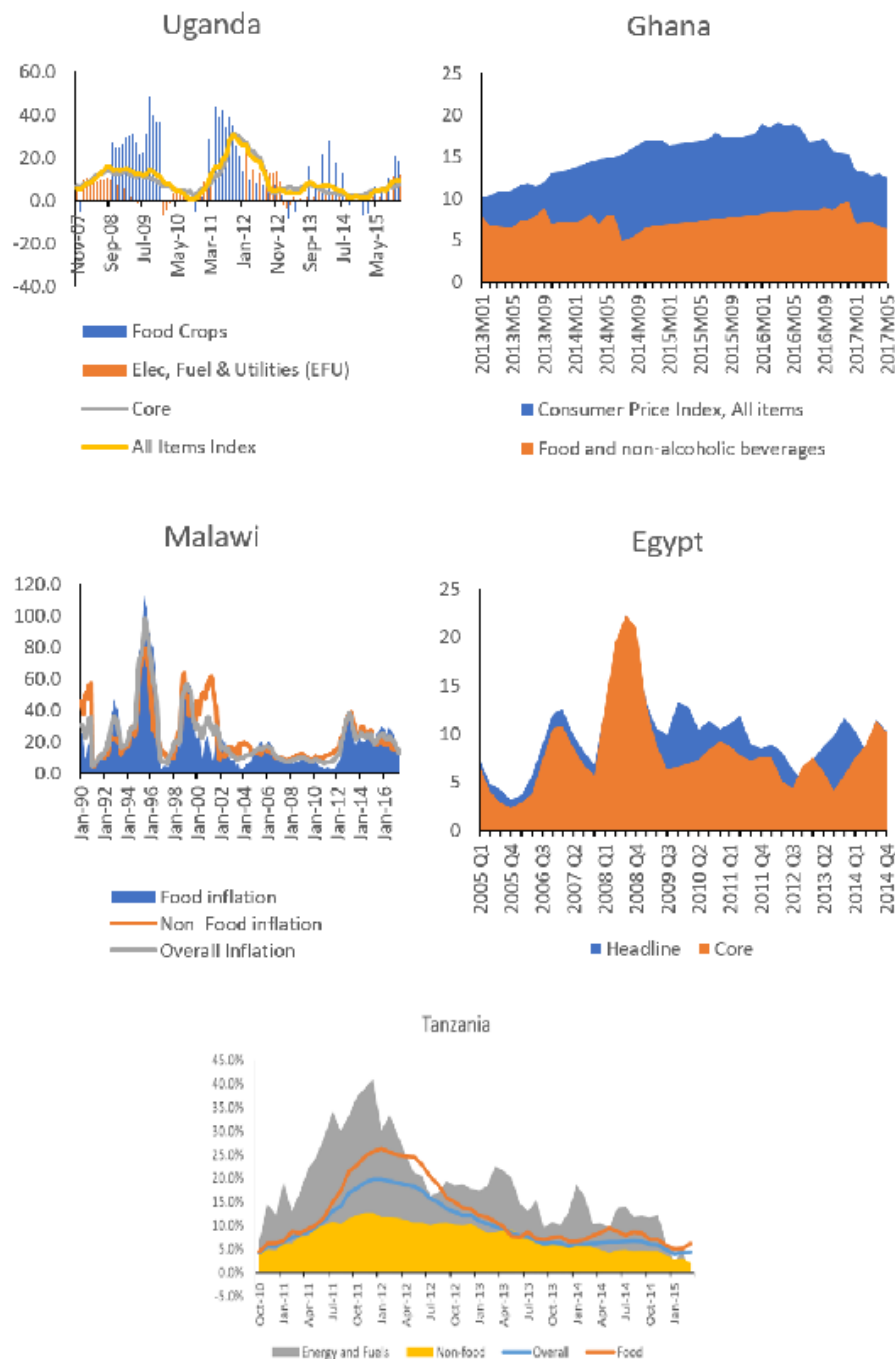 Uganda
60.0
40.0
20.0
0.0
-20.0
-40.0
Nov-07
Sep-08
Jul-09
May-10
Mar-11
Jan-12
Nov-12
Sep-13
Jul-14
May-15
Food Crops
Elec, Fuel & Utilities (EFU)
Core
All Items Index
Ghana
25
20
15
10
5
0
2013M01
2013M05
2013M09
2014M01
2014M05
2014M09
2015M01
2015M05
2015M09
2016M01
2016M05
2016M09
2017M01
2017M05
Consumer Price Index, All items
Food and non-alcoholic beverages
Malawi
120.0
100.0
80.0
60.0
40.0
20.0
0.0
Jan-90
Jan-92
Jan-94
Jan-96
Jan-98
Jan-00
Jan-02
Jan-04
Jan-06
Jan-08
Jan-10
Jan-12
Jan-14
Jan-16
Food inflation
Non Food inflation
Overall Inflation
Egypt
25
20
15
10
5
0
2005 Q1
2005 Q4
2006 Q3
2007 Q2
2008 Q1
2008 Q4
2009 Q3
2010 Q2
2011 Q1
2011 Q4
2012 Q3
2013 Q2
2014 Q1
2014 Q4
Headline Core
Tanzania
45.0%
40.0%
35.0%
30.0%
25.0%
20.0%
15.0%
10.0%
5.0%
0.0%
-5.0%
Oct-10
Jan-11
Apr-11
Jul-11
Oct-11
Jan-12
Apr-12
Jul-12
Oct-12
Jan-13
Apr-13
Jul-13
Oct-13
Jan-14
Apr-14
Jul-14
Oct-14
Jan-15
Energy and Fuels Non-food Overall Food